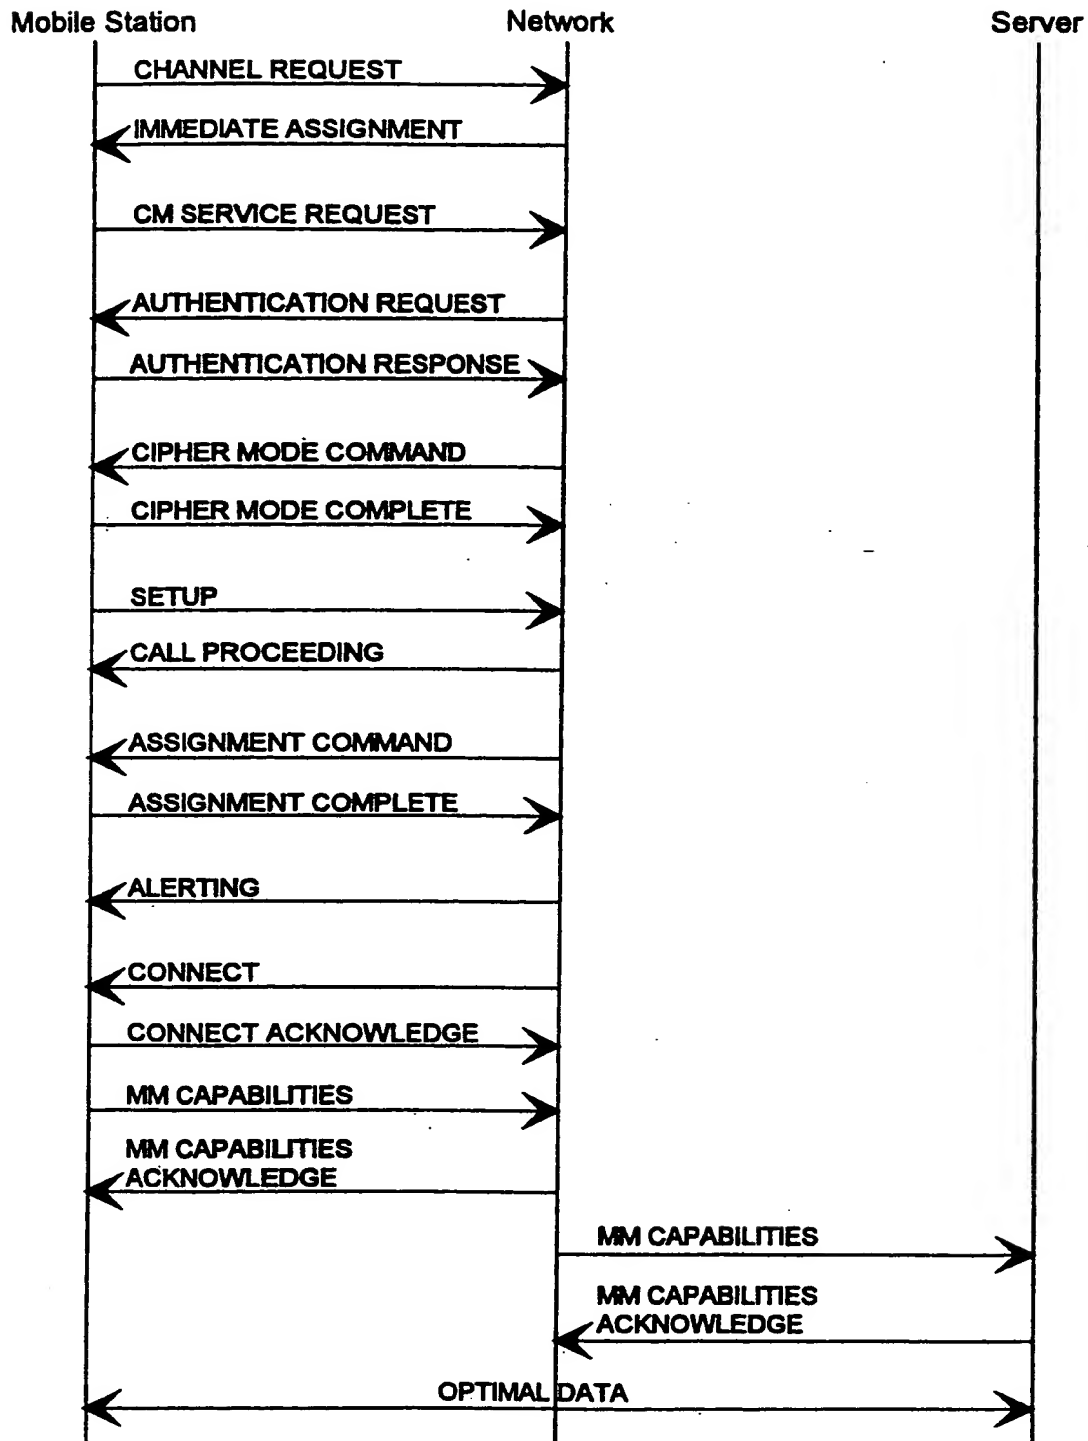 Mobile Station Network Server
CHANNEL REQUEST
IMMEDIATE ASSIGNMENT
CM SERVICE REQUEST
AUTHENTICATION REQUEST
AUTHENTICATION RESPONSE
CIPHER MODE COMMAND
CIPHER MODE COMPLETE
SETUP
CALL PROCEEDING
ASSIGNMENT COMMAND
ASSIGNMENT COMPLETE
ALERTING
CONNECT
CONNECT ACKNOWLEDGE
MM CAPABILITIES
MM CAPABILITIES
ACKNOWLEDGE
MM CAPABILITIES
MM CAPABILITIES
ACKNOWLEDGE
OPTIMAL DATA